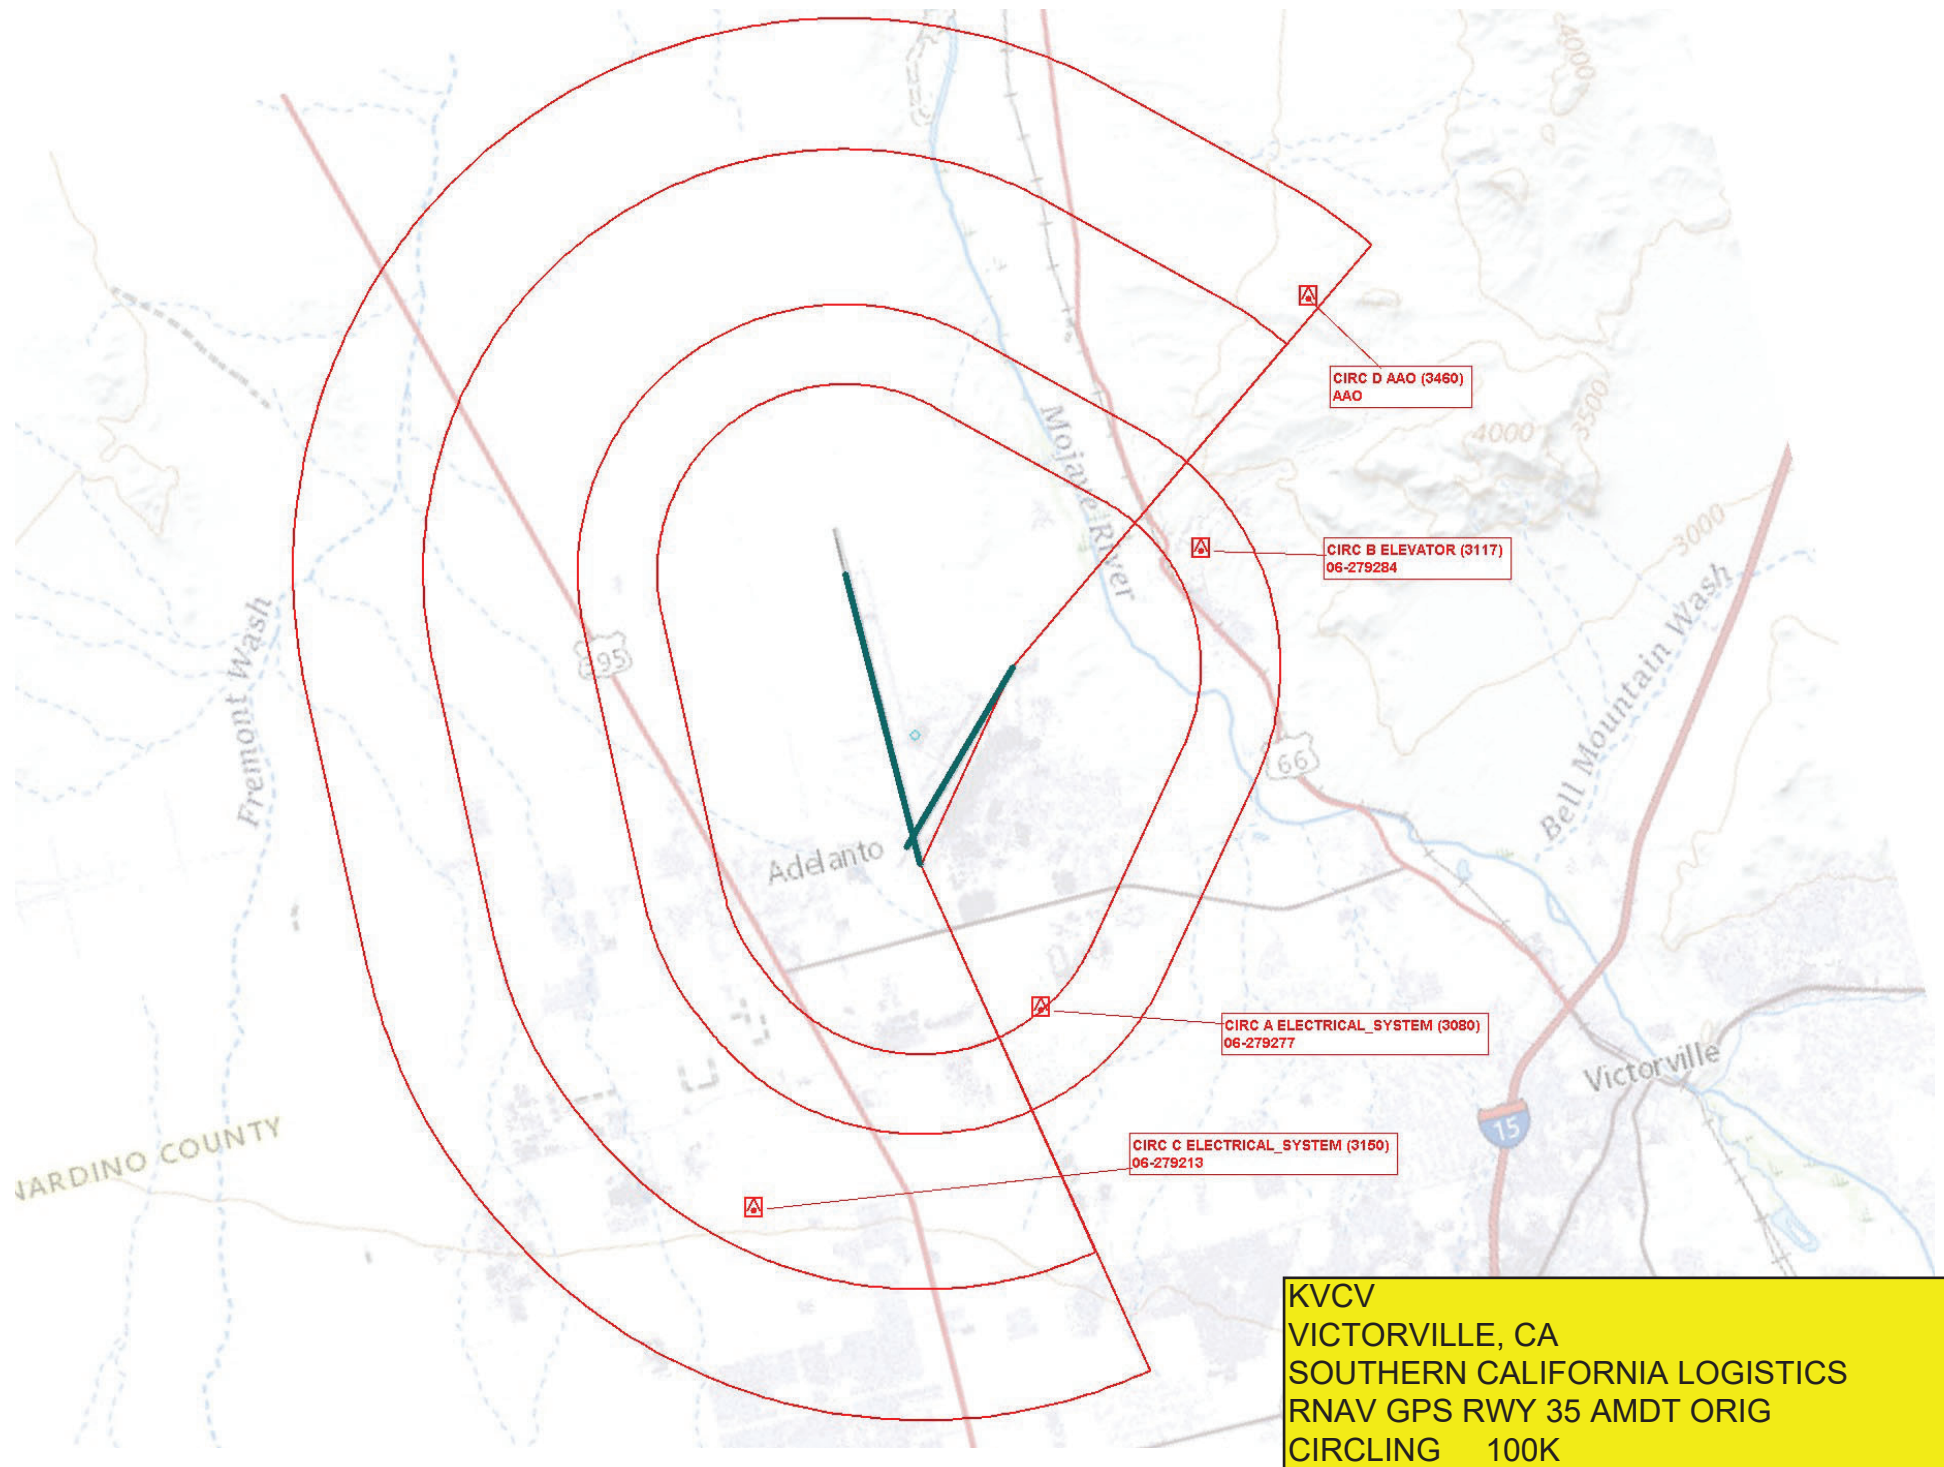 CIRC D AAO (3460)
AAO
4000
4000
3500
Mojave River
3000
CIRC B ELEVATOR (3117)
06-279284
Fremont Wash
395
66
Bell Mountain Wash
Adelanto
CIRC A ELECTRICAL_SYSTEM (3080)
06-279277
Victorville
15
NARDINO COUNTY
CIRC C ELECTRICAL_SYSTEM (3150)
06-279213
KVCV
VICTORVILLE, CA
SOUTHERN CALIFORNIA LOGISTICS
RNAV GPS RWY 35 AMDT ORIG
CIRCLING 100K